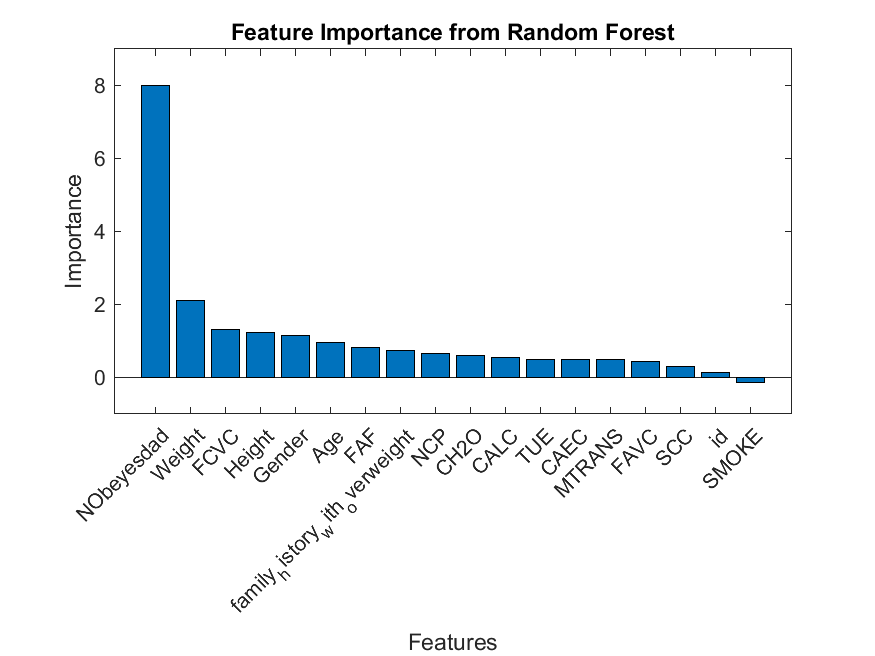 Feature Importance from Random Forest
Importance
8
6
4
2
0
NObeyesdad
Weight
FCVC
Height
Gender
Age
FAF
family_history_with_overweight
NCP
CH2O
CALC
TUE
CAEC
MTRANS
FAVC
SCC
id
SMOKE
Features